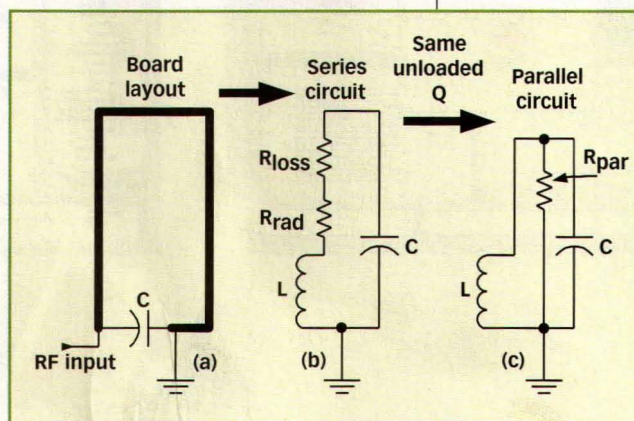 Board
layout
Series
circuit
Same
unloaded
Q
Parallel
circuit
Rloss
Rrad
Rpar
C
L
C
L
C
RF input
(a)
(b)
(c)